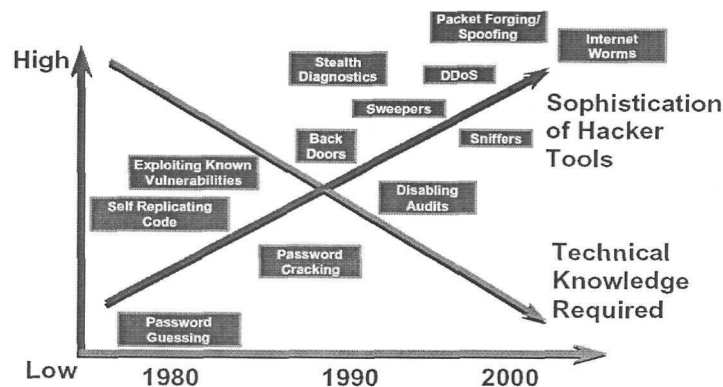 Packet Forging/
Spoofing
Internet
Worms
High
Stealth
Diagnostics
DDoS
Sophistication
of Hacker
Tools
Sweepers
Back
Doors
Sniffers
Exploiting Known
Vulnerabilities
Disabling
Audits
Self Replicating
Code
Password
Cracking
Technical
Knowledge
Required
Password
Guessing
Low
1980
1990
2000